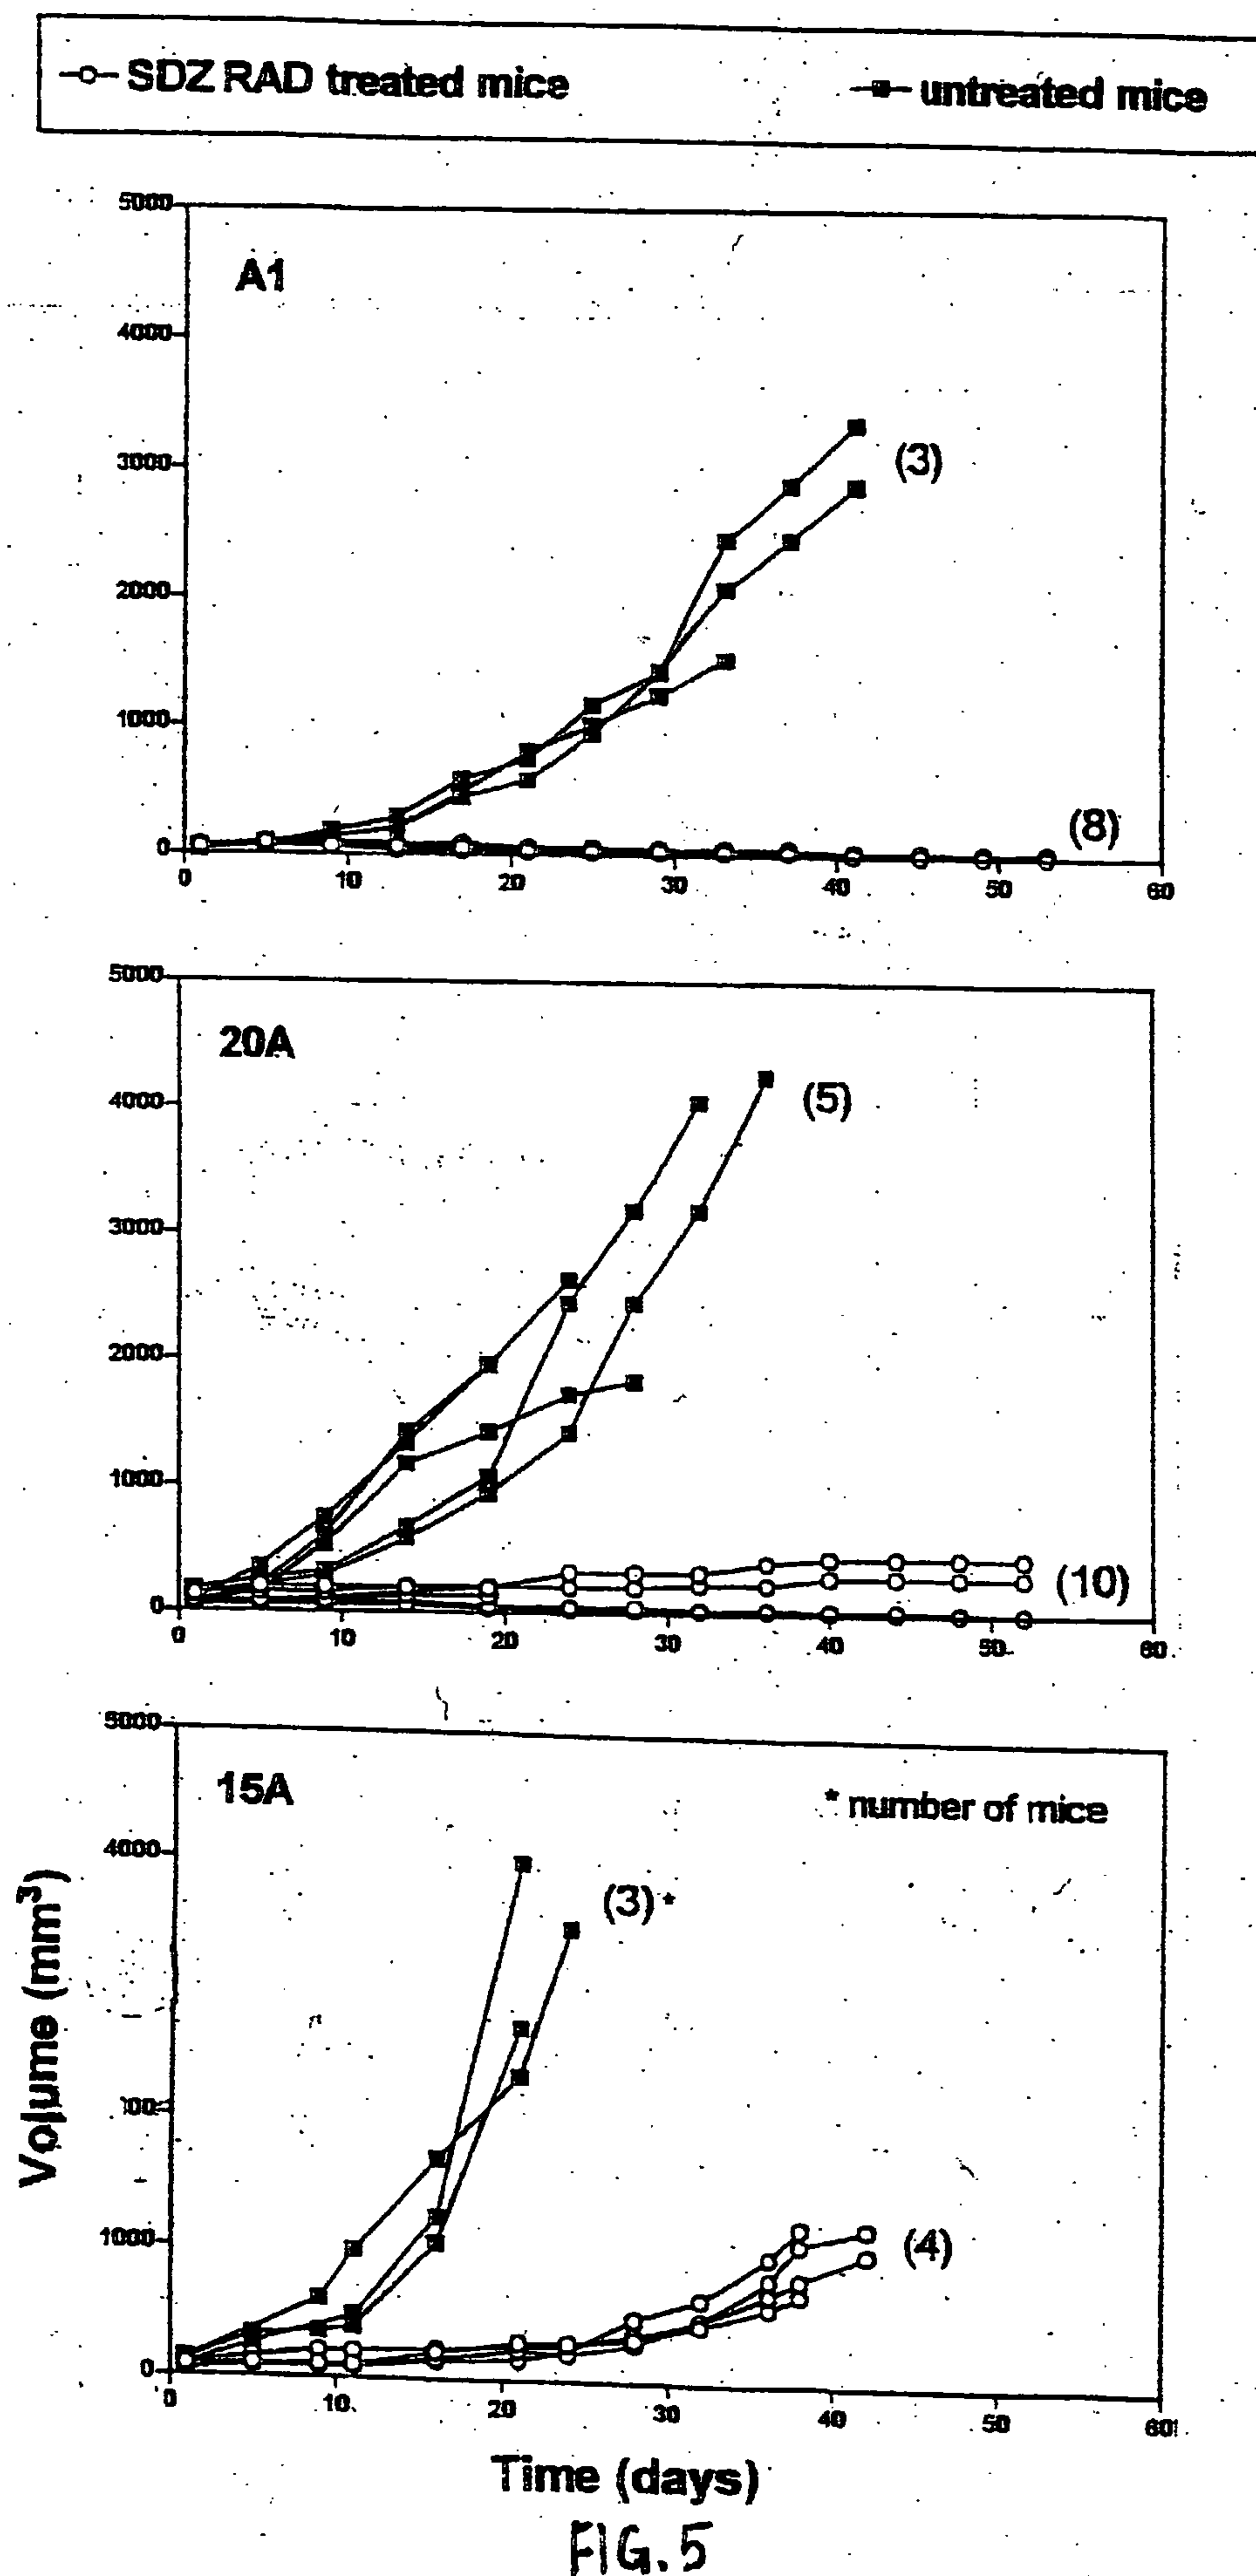 SDZ RAD treated mice untreated mice
A1
5000
4000
3000
2000
1000
0
(3)
(8)
0 10 20 30 40 50 60
20A
5000
4000
3000
2000
1000
0
(5)
(10)
0 10 20 30 40 50 60
15A
* number of mice
5000
4000
1000
0
(3)*
(4)
0 10 20 30 40 50 60
Volume (mm³)
Time (days)
FIG. 5